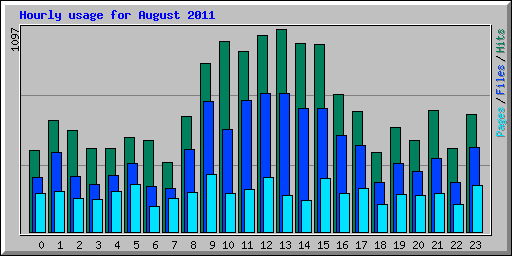 Hourly usage for August 2011
1097
Pages/Files/Hits
0 1 2 3 4 5 6 7 8 9 10 11 12 13 14 15 16 17 18 19 20 21 22 23